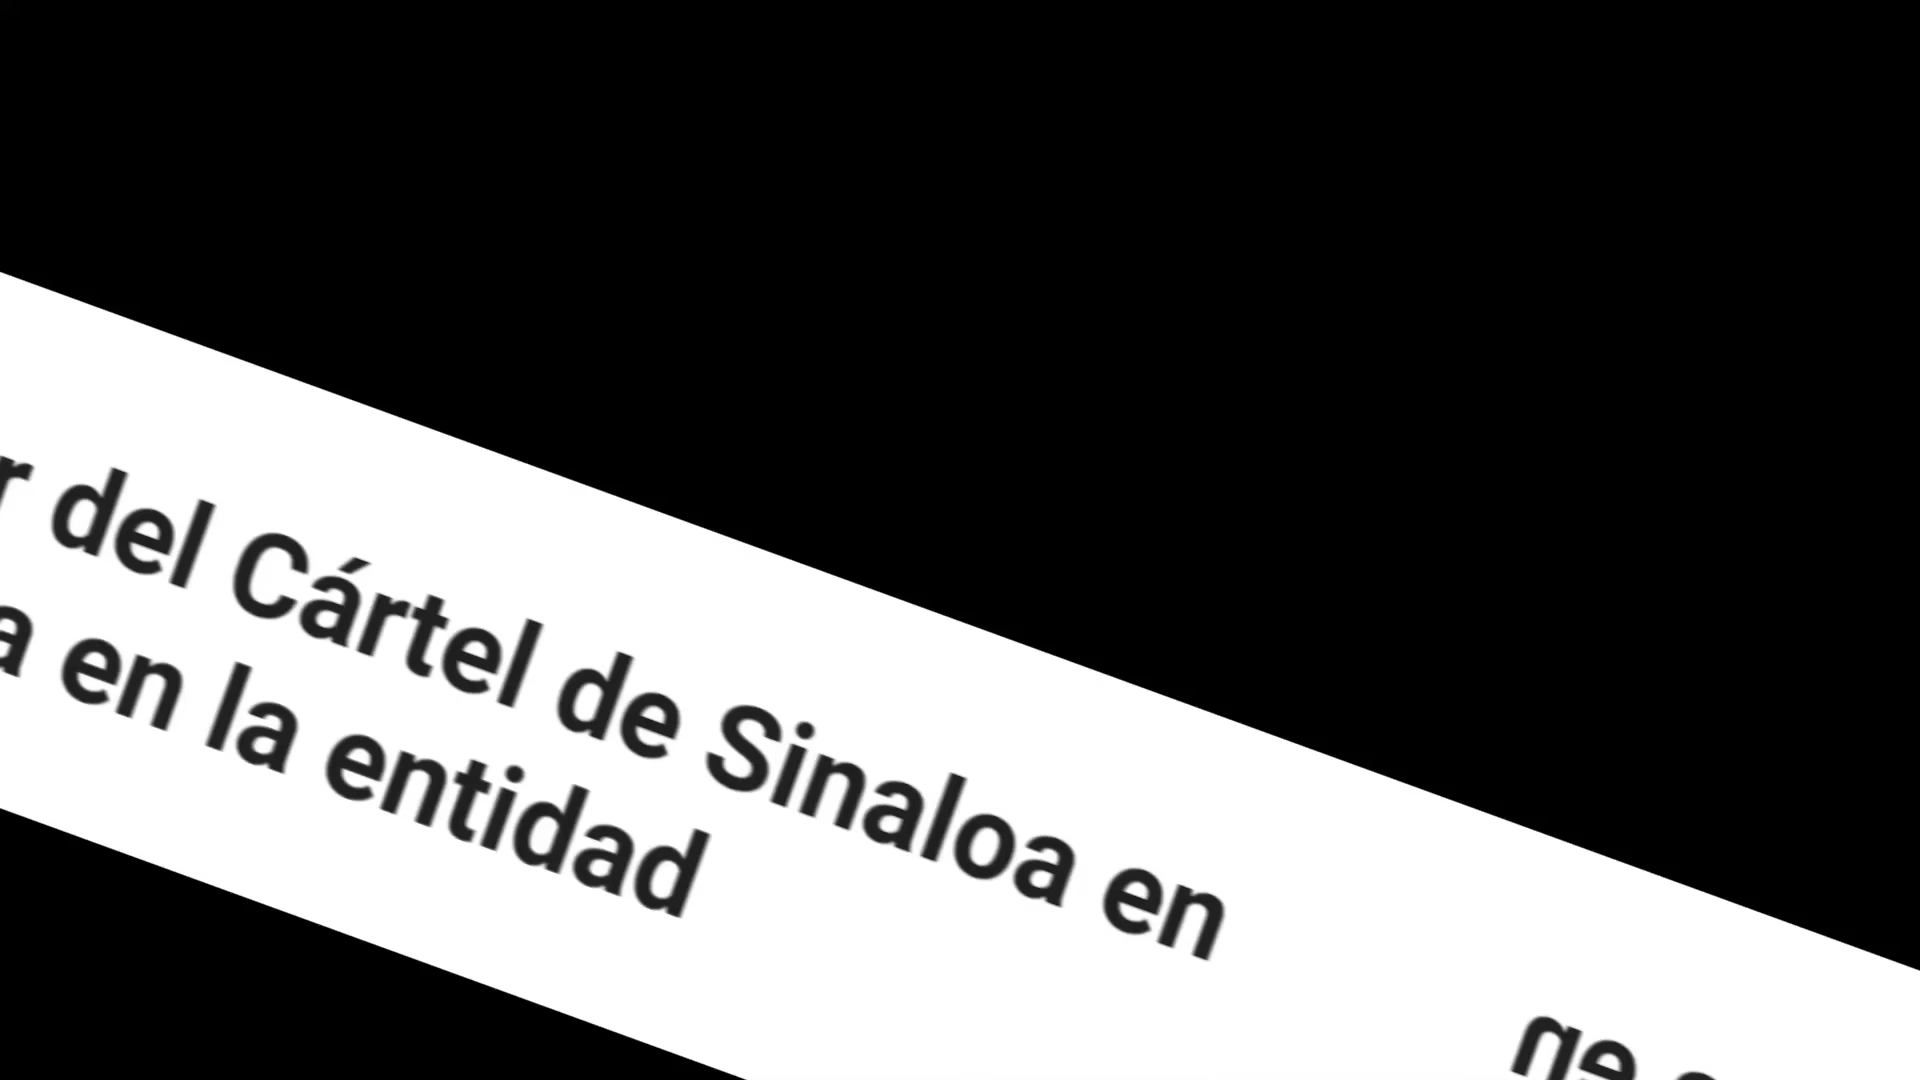 del Cártel de Sinaloa en
en la entidad